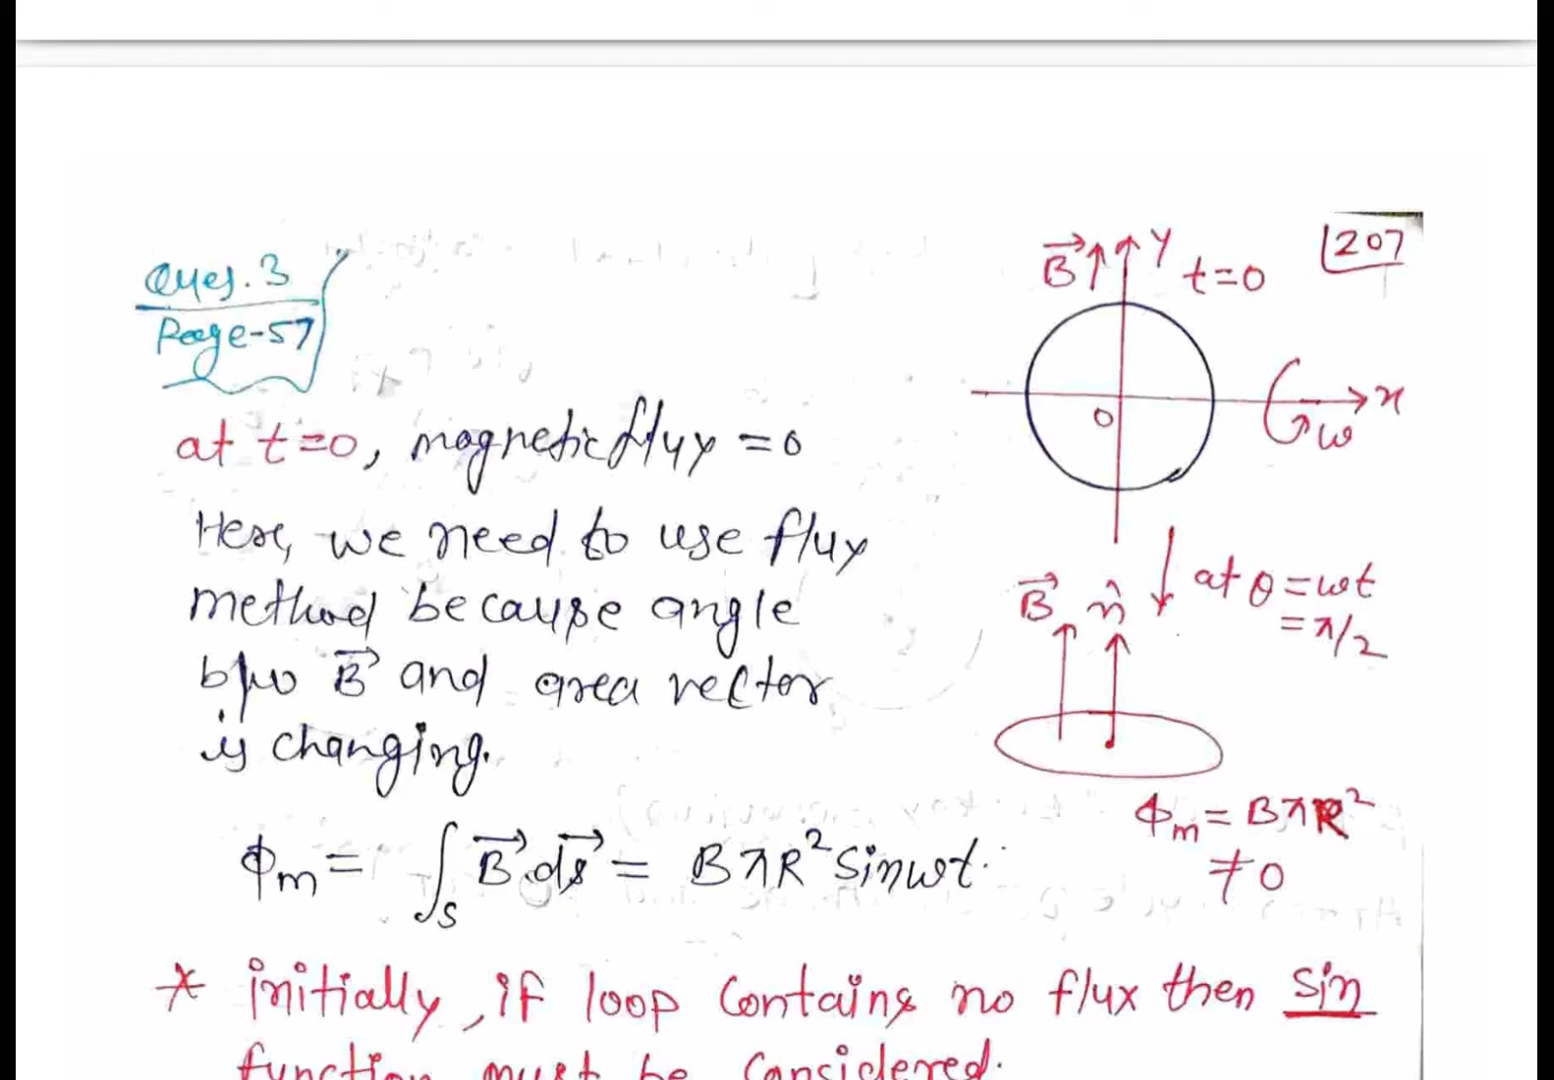 207
Ques. 3
Page-57
B⃗ Y t=0
O x
ω
at t=0, magnetic flux = 0
Here, we need to use flux
method because angle
b/w B⃗ and area vector
is changing.
B⃗ n̂ at θ = ωt
= π/2
Φm = BπR²
≠ 0
Φm = ∫S B⃗.ds⃗ = BπR² Sinωt.
* initially, if loop contains no flux then sin
function must be considered.